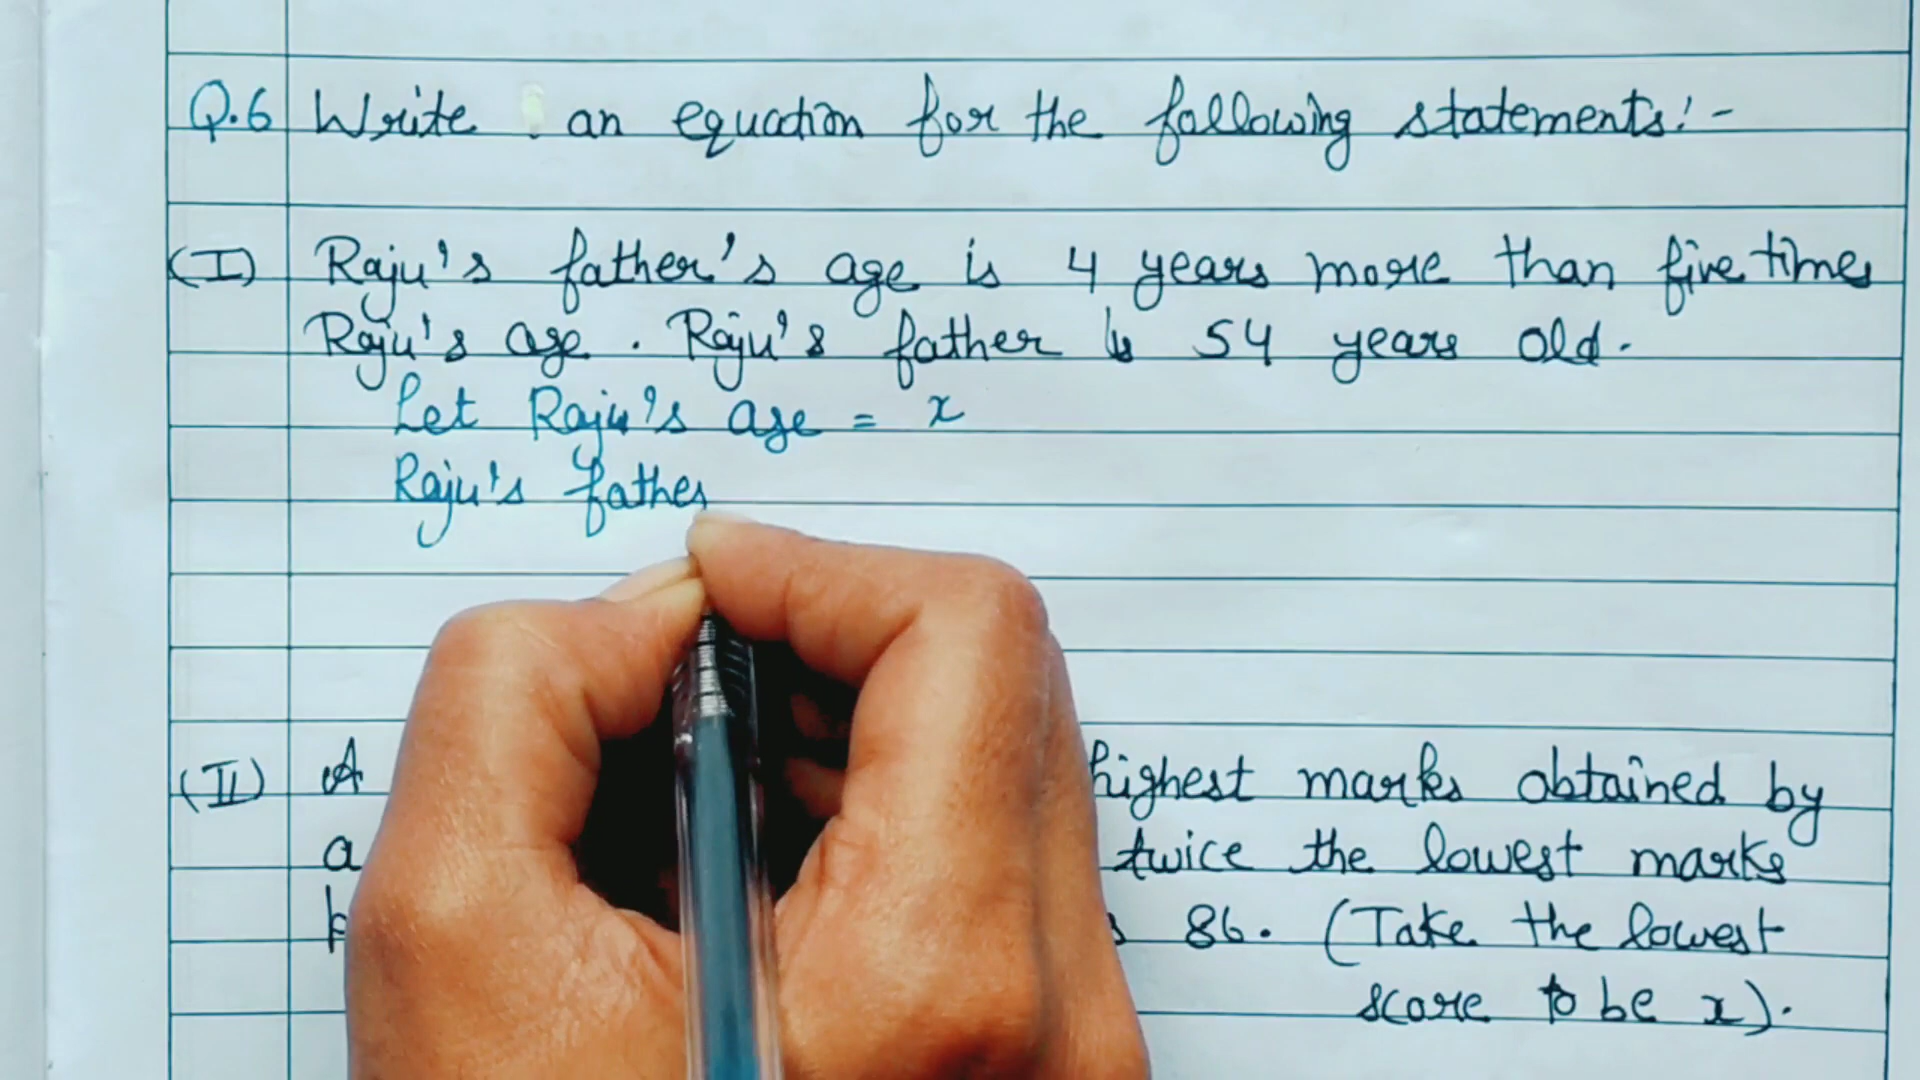 Q.6 Write an equation for the following statements:-
(I) Raju's father's age is 4 years more than five times
Raju's age. Raju's father is 54 years old.
Let Raju's age = x
Raju's father
(II) A highest marks obtained by
a twice the lowest marks
86. (Take the lowest
score to be x).